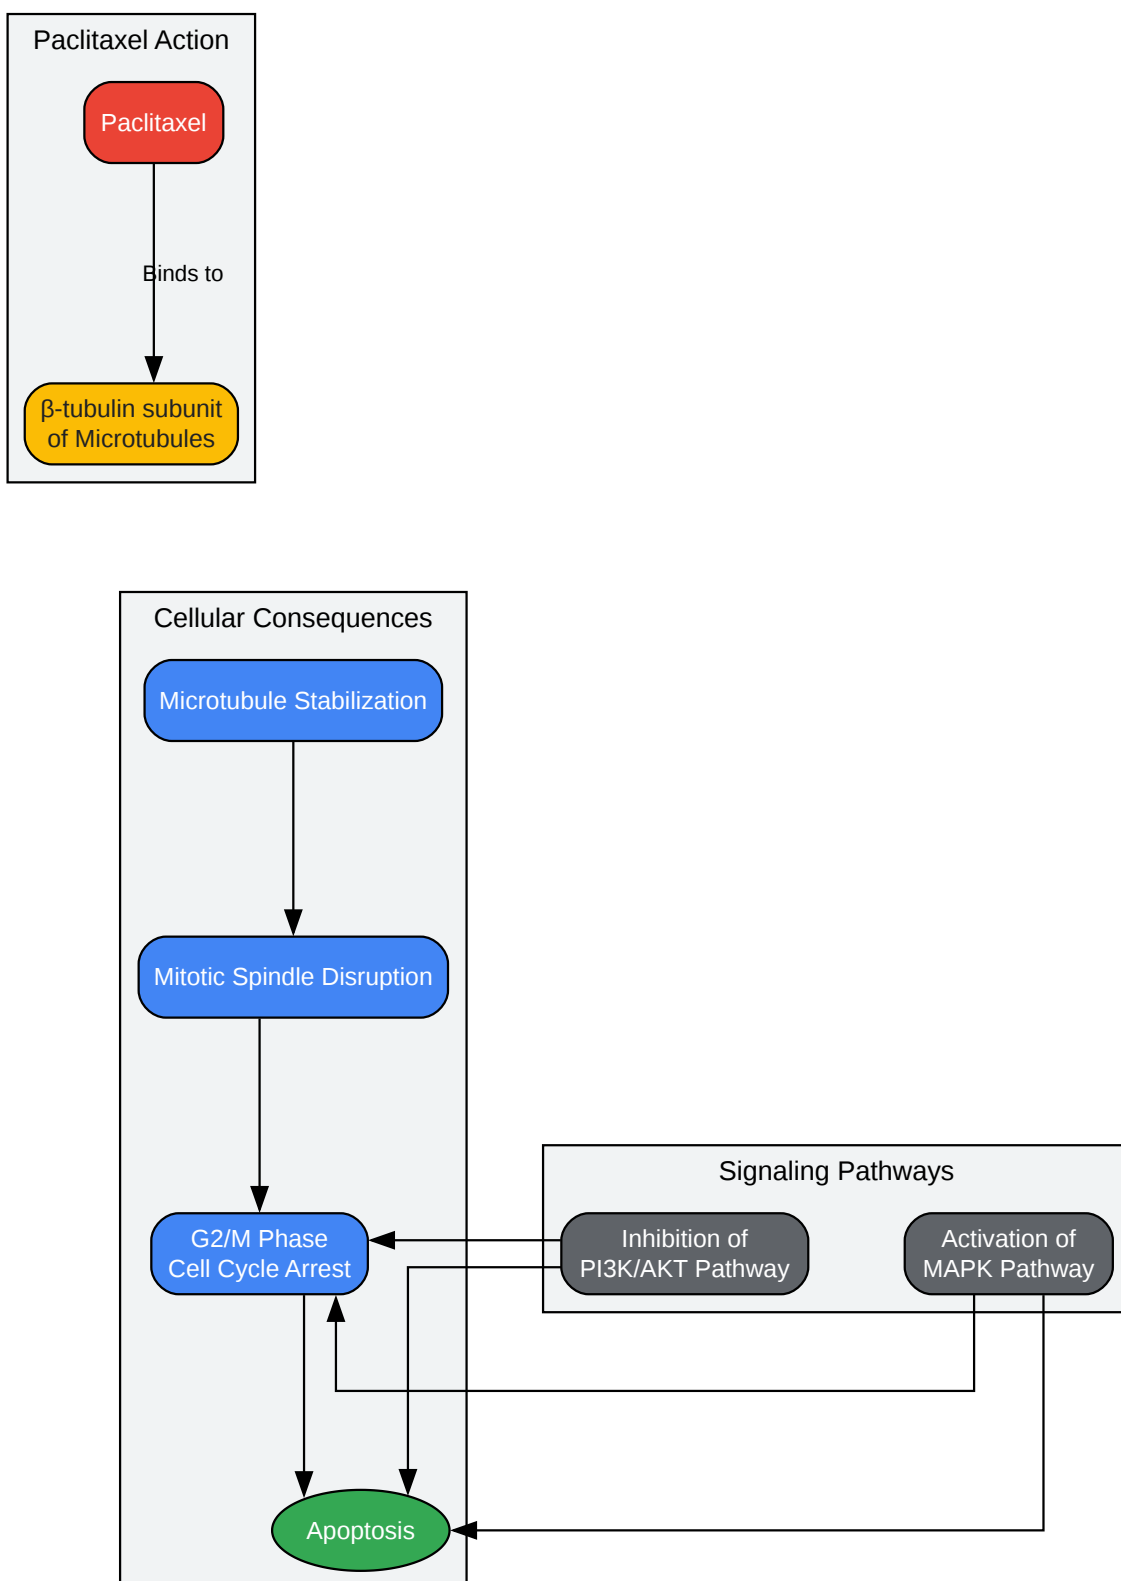 Paclitaxel Action
Paclitaxel
Binds to
β-tubulin subunit
of Microtubules
Cellular Consequences
Microtubule Stabilization
Mitotic Spindle Disruption
Signaling Pathways
G2/M Phase
Cell Cycle Arrest
Inhibition of
PI3K/AKT Pathway
Activation of
MAPK Pathway
Apoptosis